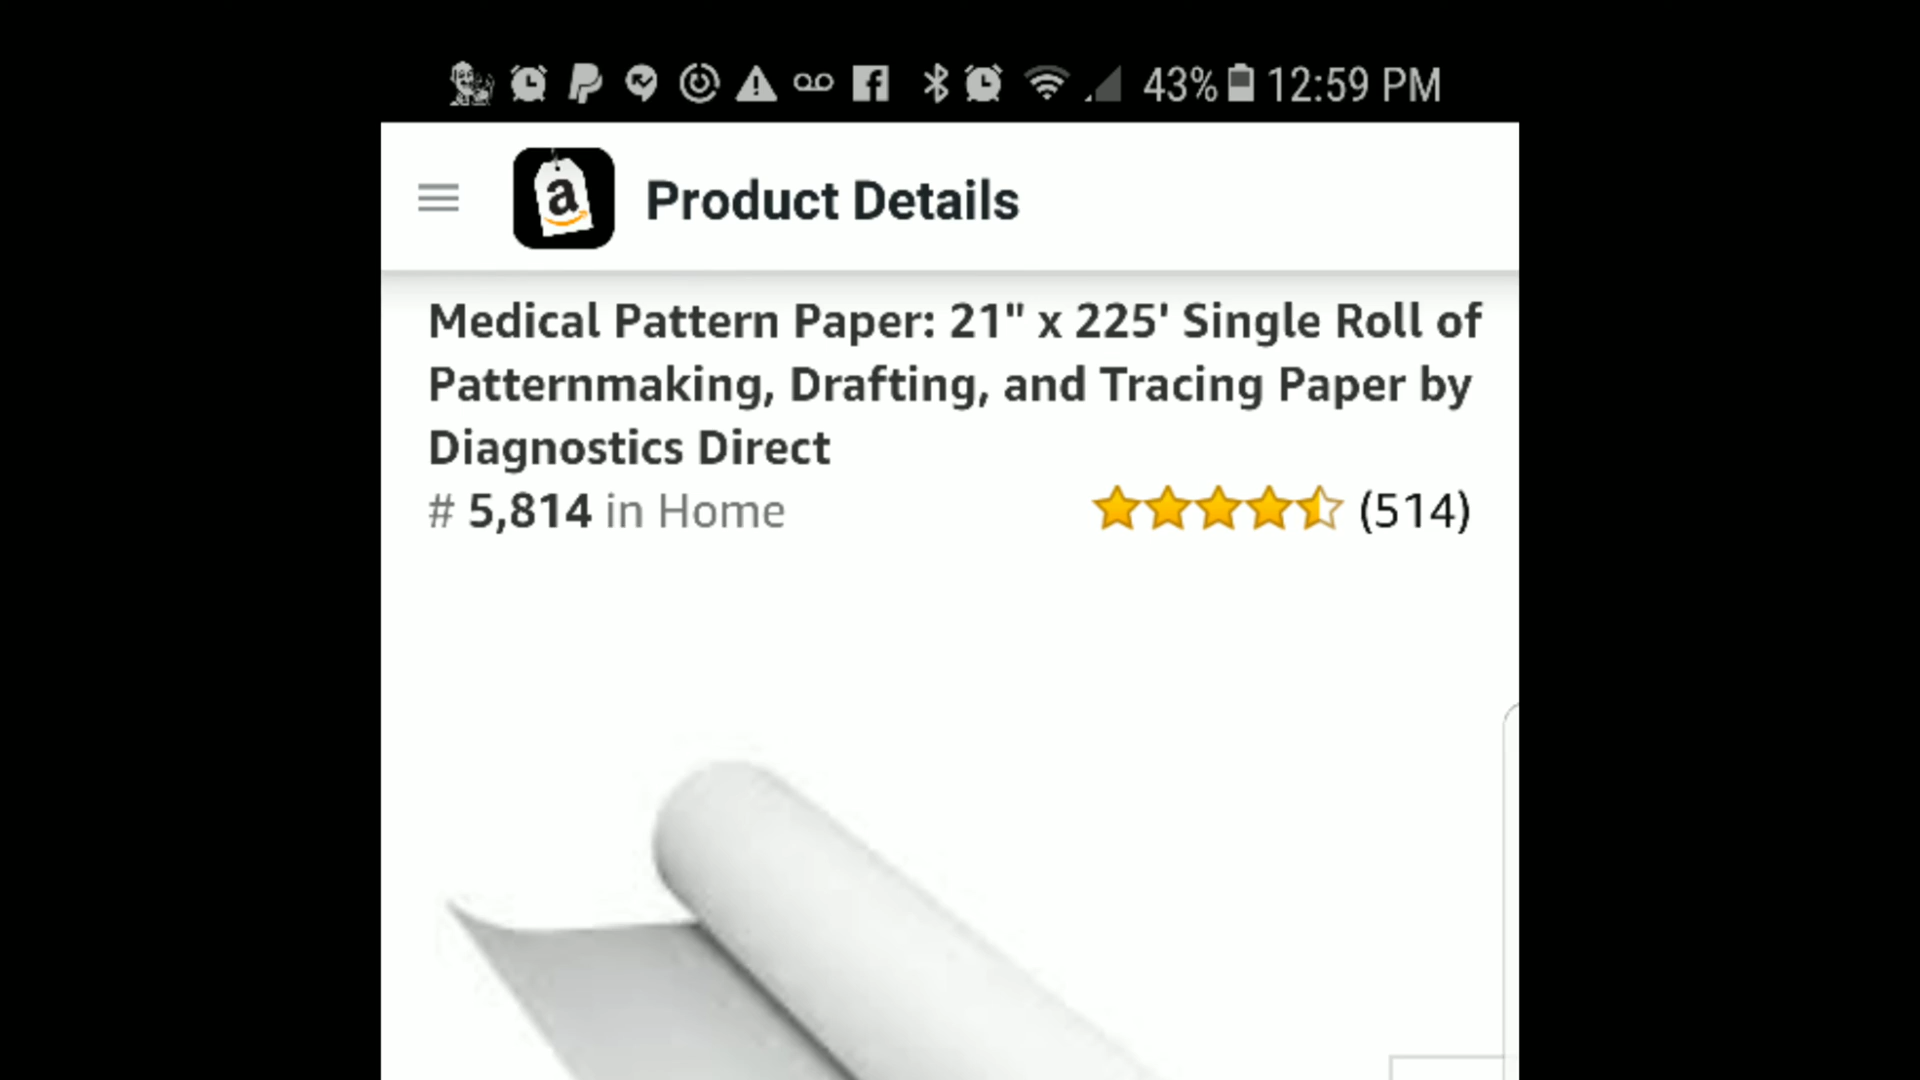 43% 12:59 PM
a Product Details
Medical Pattern Paper: 21" x 225' Single Roll of
Patternmaking, Drafting, and Tracing Paper by
Diagnostics Direct
# 5,814 in Home (514)